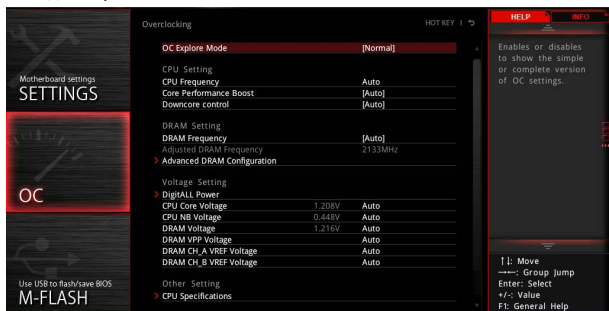 Overclocking
HOT KEY |
HELP
INFO
OC Explore Mode [Normal]
CPU Setting
CPU Frequency Auto
Core Performance Boost [Auto]
Downcore control [Auto]
DRAM Setting
DRAM Frequency [Auto]
Adjusted DRAM Frequency 2133MHz
> Advanced DRAM Configuration
Voltage Setting
> DigitALL Power
CPU Core Voltage 1.208V Auto
CPU NB Voltage 0.448V Auto
DRAM Voltage 1.216V Auto
DRAM VPP Voltage Auto
DRAM CH_A VREF Voltage Auto
DRAM CH_B VREF Voltage Auto
Other Setting
> CPU Specifications
Motherboard settings
SETTINGS
OC
Use USB to flash/save BIOS
M-FLASH
Enables or disables
to show the simple
or complete version
of OC settings.
↑↓: Move
→←: Group Jump
Enter: Select
+/-: Value
F1: General Help